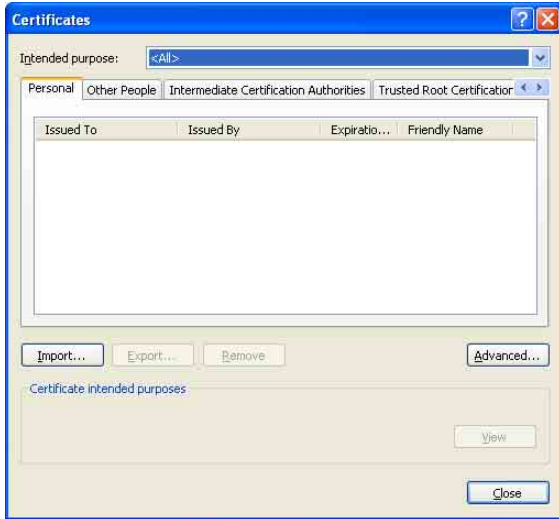 Certificates
Intended purpose: <All>
Personal Other People Intermediate Certification Authorities Trusted Root Certification
Issued To Issued By Expiratio... Friendly Name
Import... Export... Remove Advanced...
Certificate intended purposes
View
Close